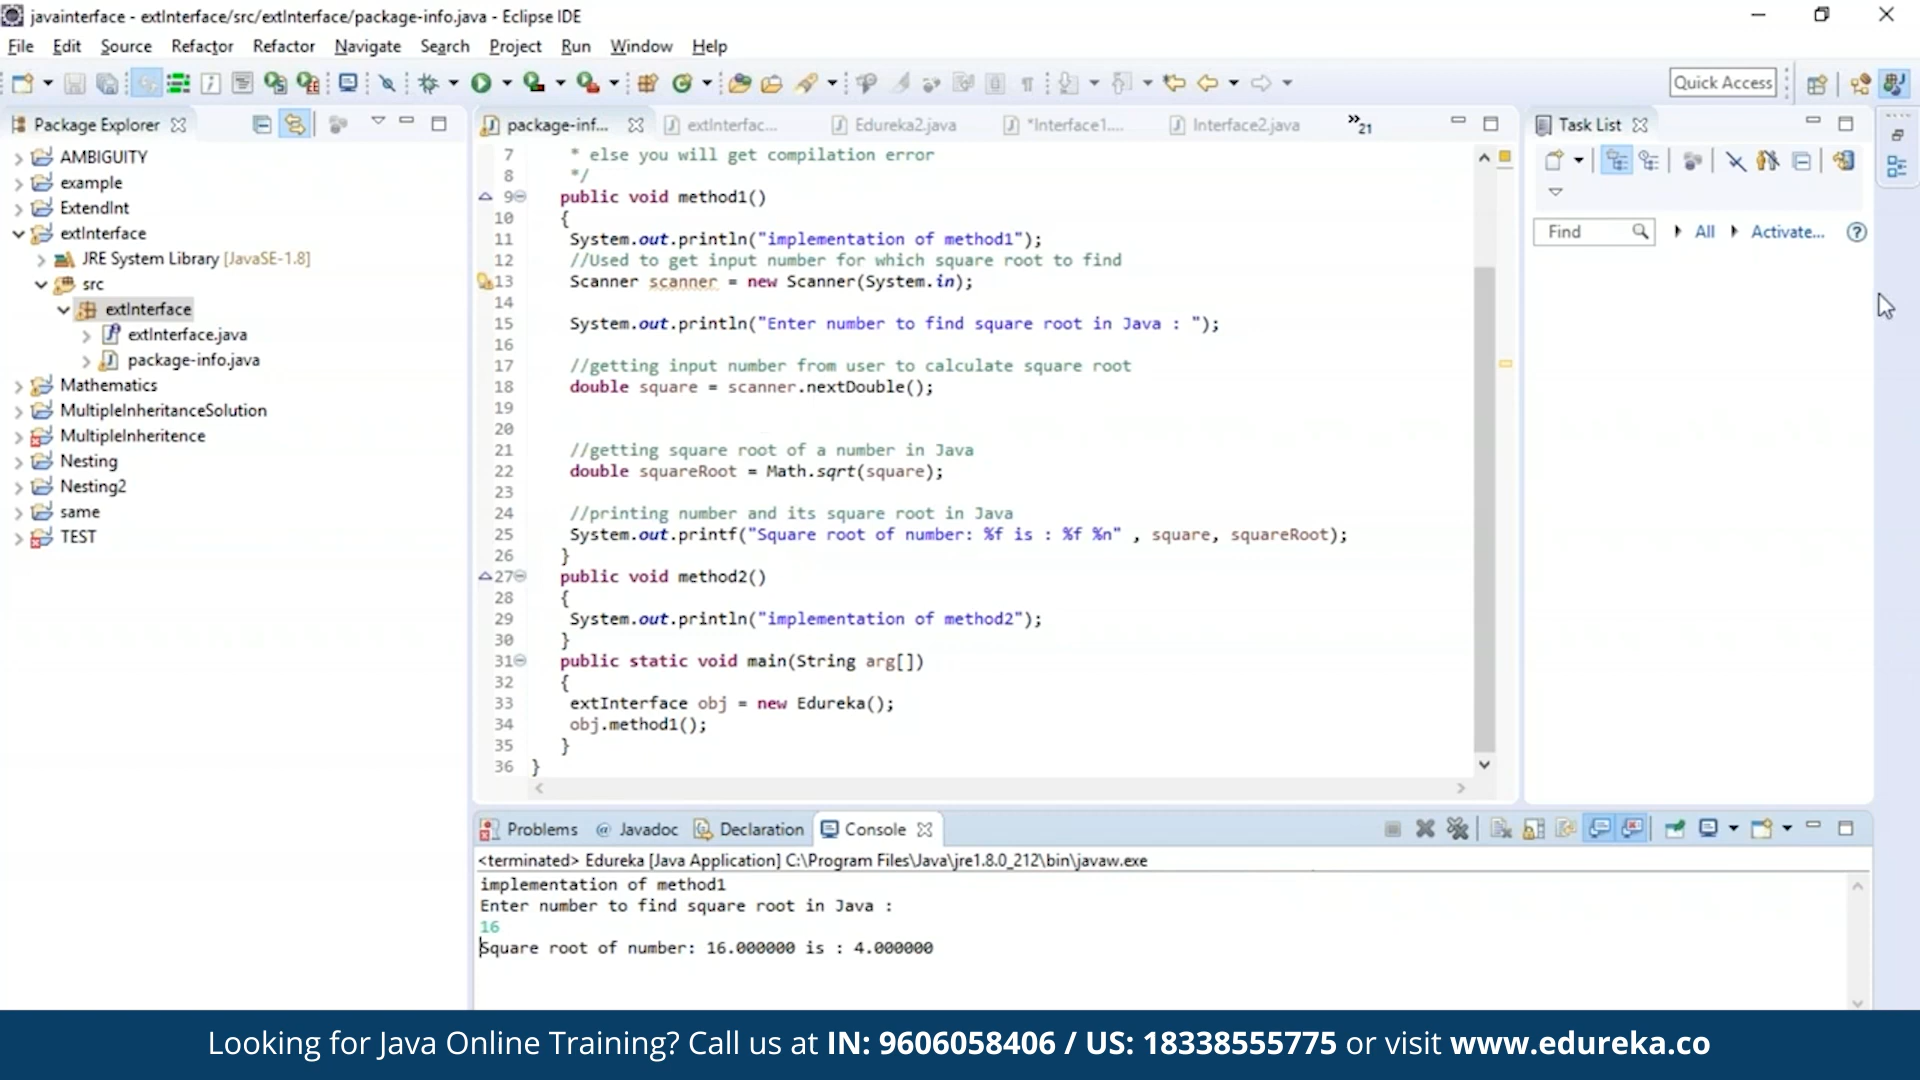 javainterface - extInterface/src/extInterface/package-info.java - Eclipse IDE
File Edit Source Refactor Refactor Navigate Search Project Run Window Help
Quick Access
Package Explorer
AMBIGUITY
example
ExtendInt
extInterface
JRE System Library [JavaSE-1.8]
src
extInterface
extInterface.java
package-info.java
Mathematics
MultipleInheritanceSolution
MultipleInheritence
Nesting
Nesting2
same
TEST
package-inf... extInterfac... Edureka2.java *Interface1.... Interface2.java »21
7 * else you will get compilation error
8 */
9 public void method1()
10 {
11 System.out.println("implementation of method1");
12 //Used to get input number for which square root to find
13 Scanner scanner = new Scanner(System.in);
14
15 System.out.println("Enter number to find square root in Java : ");
16
17 //getting input number from user to calculate square root
18 double square = scanner.nextDouble();
19
20
21 //getting square root of a number in Java
22 double squareRoot = Math.sqrt(square);
23
24 //printing number and its square root in Java
25 System.out.printf("Square root of number: %f is : %f %n" , square, squareRoot);
26 }
27 public void method2()
28 {
29 System.out.println("implementation of method2");
30 }
31 public static void main(String arg[])
32 {
33 extInterface obj = new Edureka();
34 obj.method1();
35 }
36 }
Task List
Find All Activate...
Problems @ Javadoc Declaration Console
<terminated> Edureka [Java Application] C:\Program Files\Java\jre1.8.0_212\bin\javaw.exe
implementation of method1
Enter number to find square root in Java :
16
Square root of number: 16.000000 is : 4.000000
Looking for Java Online Training? Call us at IN: 9606058406 / US: 18338555775 or visit www.edureka.co